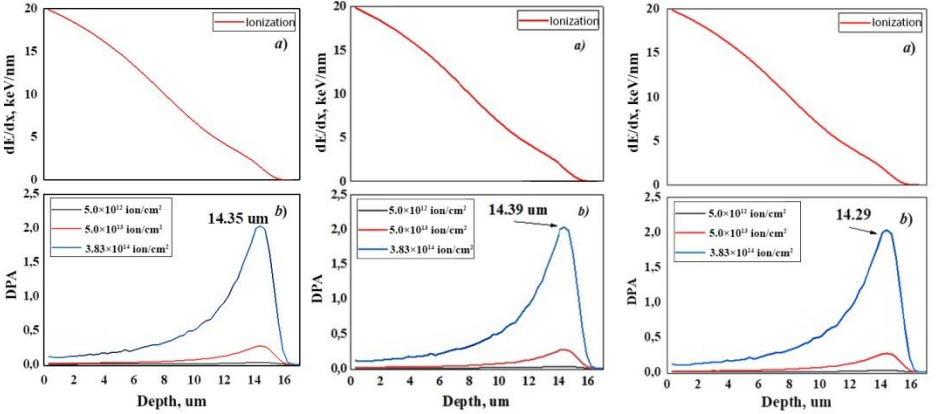 20
15
10
5
0
dE/dx, keV/nm
Ionization
a)
2,5
2,0
1,5
1,0
0,5
0,0
DPA
5.0×10¹² ion/cm²
5.0×10¹³ ion/cm²
3.83×10¹⁴ ion/cm²
b)
14.35 um
0 2 4 6 8 10 12 14 16
Depth, um
20
15
10
5
0
dE/dx, keV/nm
Ionization
a)
2,5
2,0
1,5
1,0
0,5
0,0
DPA
5.0×10¹² ion/cm²
5.0×10¹³ ion/cm²
3.83×10¹⁴ ion/cm²
b)
14.39 um
0 2 4 6 8 10 12 14 16
Depth, um
20
15
10
5
0
dE/dx, keV/nm
Ionization
a)
2,5
2,0
1,5
1,0
0,5
0,0
DPA
5.0×10¹² ion/cm²
5.0×10¹³ ion/cm²
3.83×10¹⁴ ion/cm²
b)
14.29
0 2 4 6 8 10 12 14 16
Depth, um